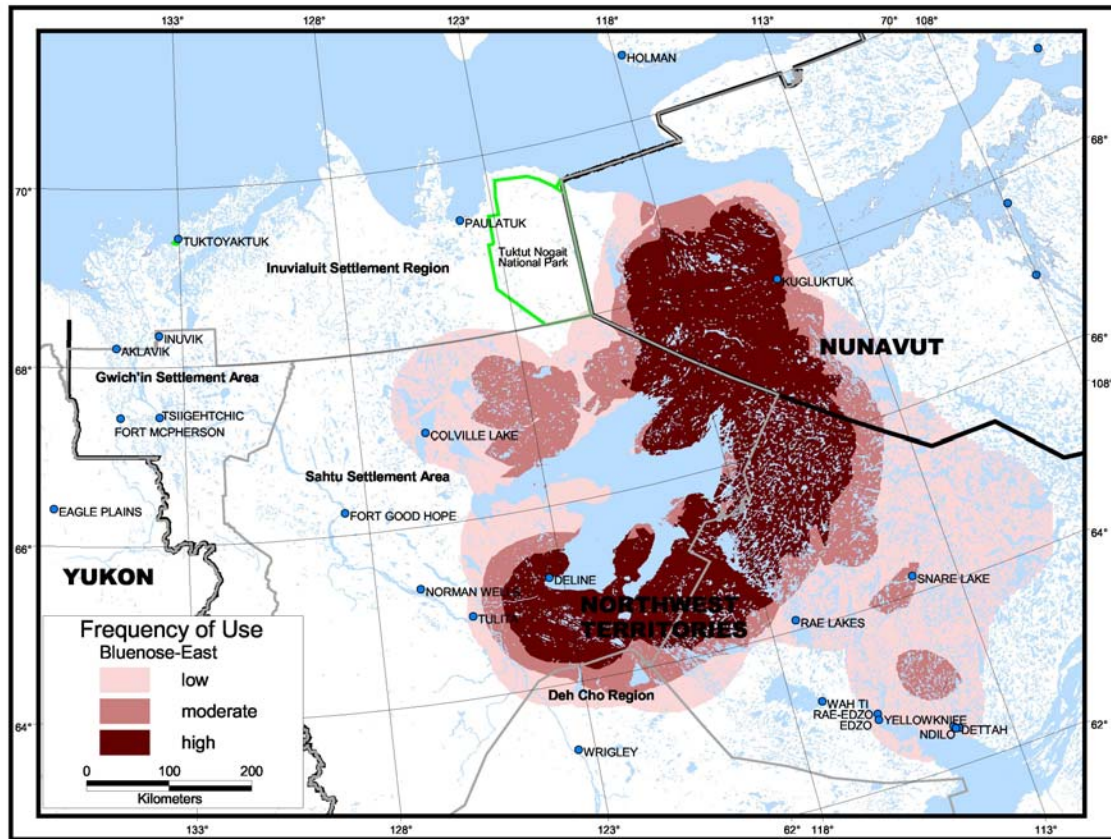 133°
128°
123°
118°
113°
70°
108°
HOLMAN
68°
70°
PAULATUK
TUKTOYAKTUK
Tuktut Nogait
National Park
Inuvialuit Settlement Region
KUGLUKTUK
INUVIK
AKLAVIK
NUNAVUT
66°
Gwich'in Settlement Area
108°
68°
TSIIGEHTCHIC
FORT MCPHERSON
COLVILLE LAKE
Sahtu Settlement Area
EAGLE PLAINS
FORT GOOD HOPE
64°
66°
YUKON
DELINE
SNARE LAKE
NORMAN WELLS
NORTHWEST
TERRITORIES
TULITA
RAE LAKES
Frequency of Use
Bluenose-East
low
moderate
high
0 100 200
Kilometers
Deh Cho Region
WAH TI
RAE-EDZO
EDZO
YELLOWKNIFE
NDILO
DETTAH
64°
62°
WRIGLEY
133°
128°
123°
62°
118°
113°